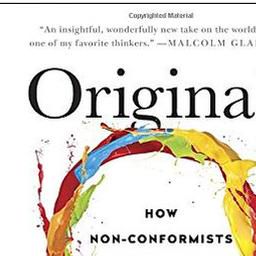 Copyrighted Material
"An insightful, wonderfully new take on the world
one of my favorite thinkers." —MALCOLM GLA
Origina
HOW
NON-CONFORMISTS